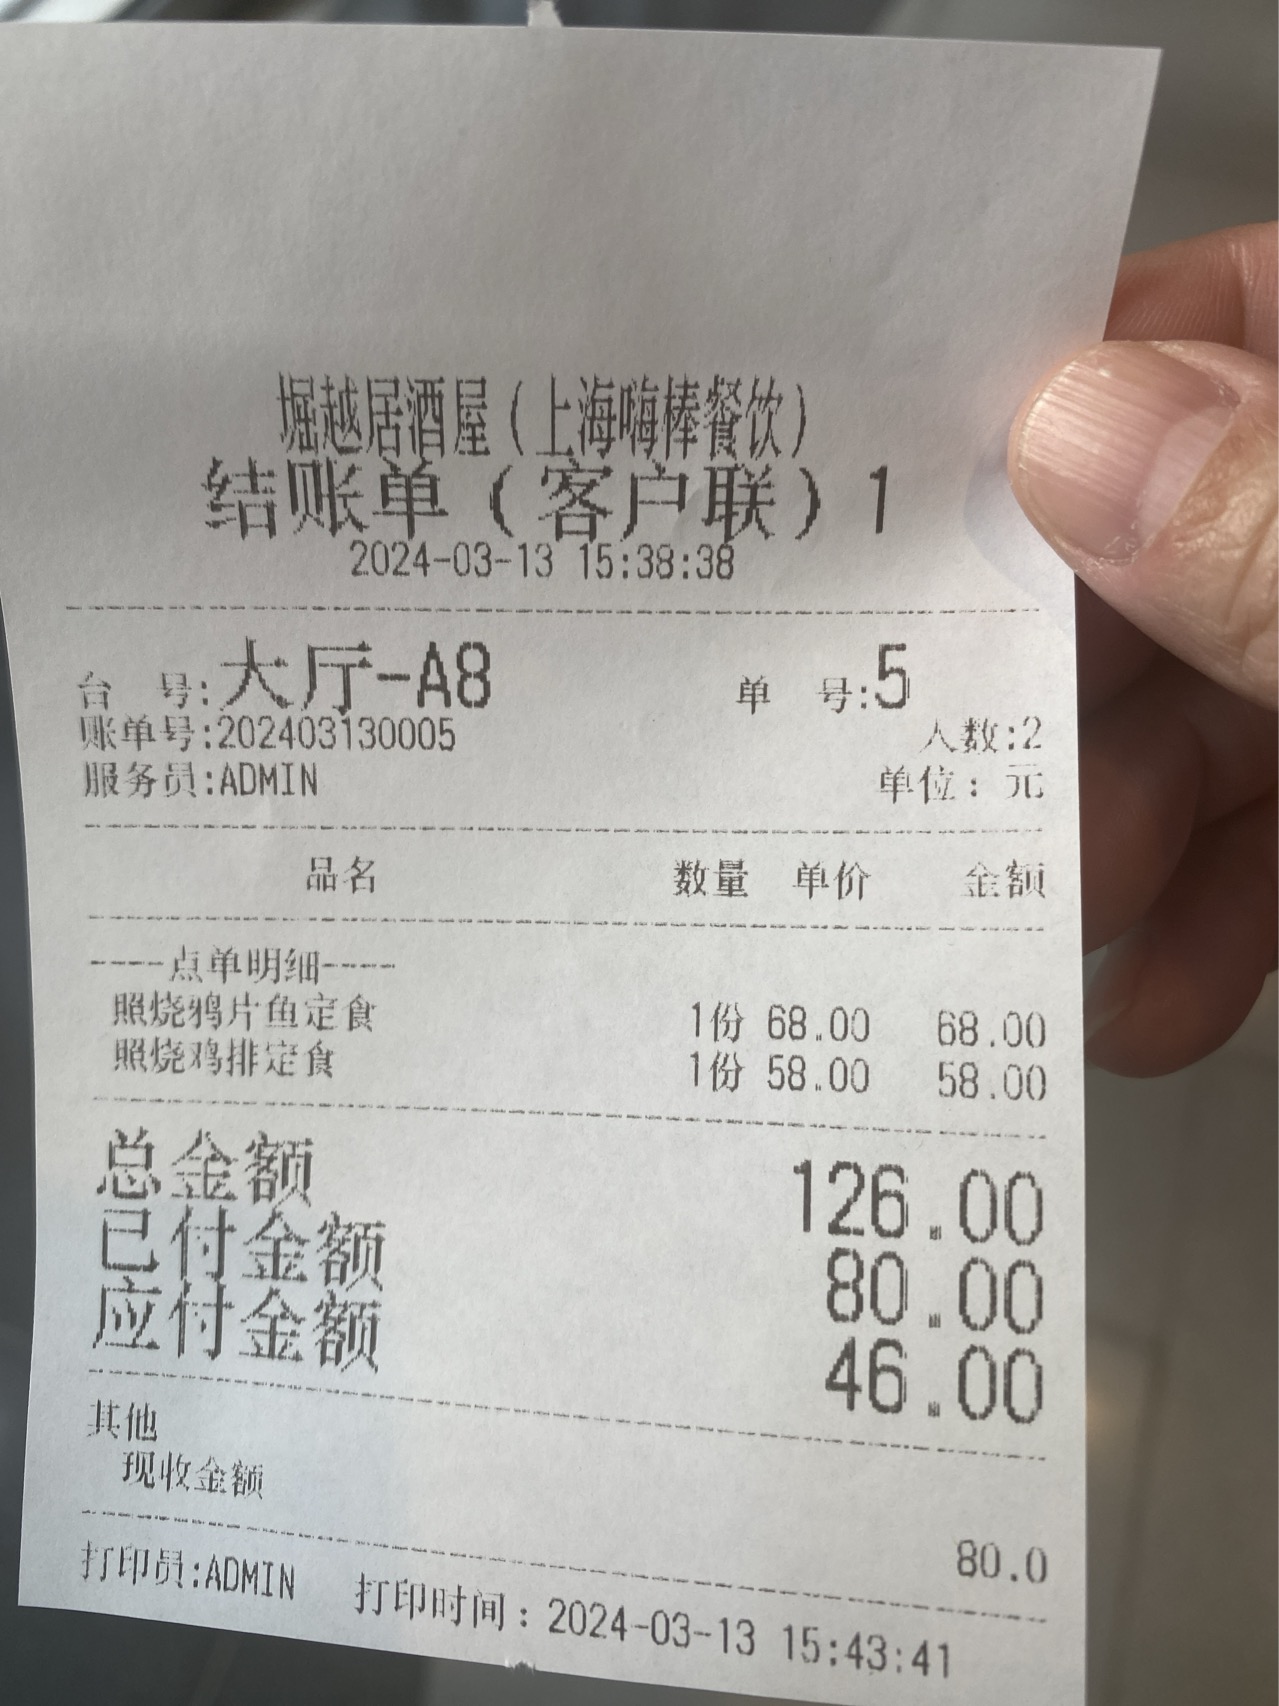 堀越居酒屋（上海嗨棒餐饮）
结账单（客户联）1
2024-03-13 15:38:38
台 号:大厅-A8 单 号:5
账单号:202403130005 人数:2
服务员:ADMIN 单位：元
品名 数量 单价 金额
----点单明细----
照烧鸦片鱼定食 1份 68.00 68.00
照烧鸡排定食 1份 58.00 58.00
总金额 126.00
已付金额 80.00
应付金额 46.00
其他
现收金额 80.0
打印员:ADMIN 打印时间：2024-03-13 15:43:41